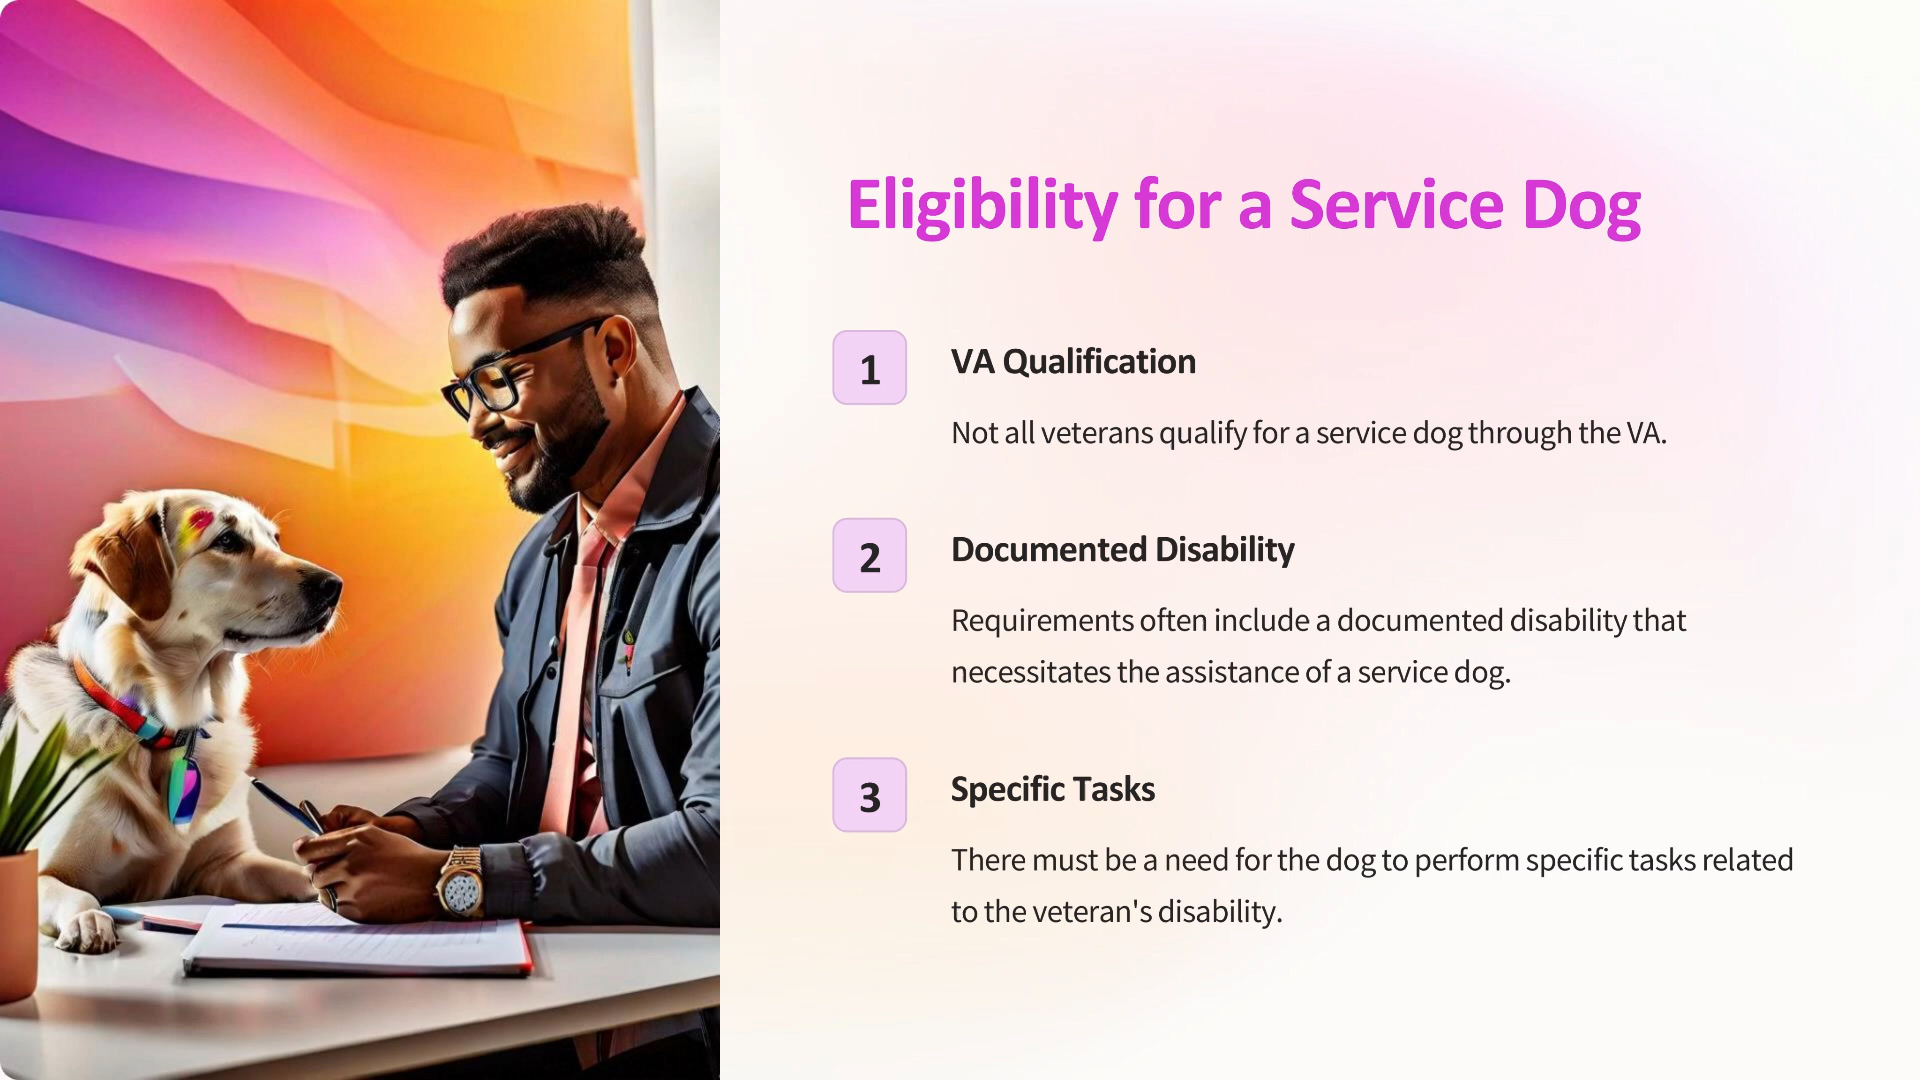 Eligibility for a Service Dog
1
VA Qualification
Not all veterans qualify for a service dog through the VA.
2
Documented Disability
Requirements often include a documented disability that
necessitates the assistance of a service dog.
3
Specific Tasks
There must be a need for the dog to perform specific tasks related
to the veteran's disability.